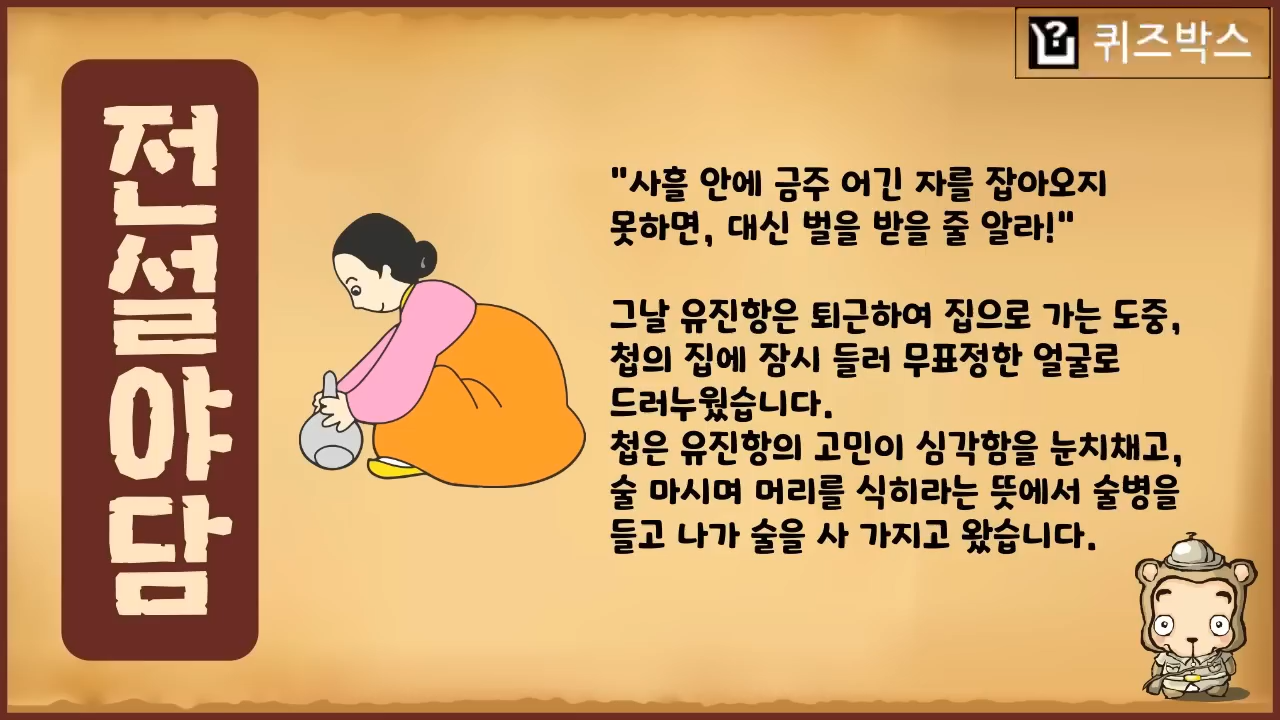 퀴즈박스
전설야담
"사흘 안에 금주 어긴 자를 잡아오지
못하면, 대신 벌을 받을 줄 알라!"
그날 유진항은 퇴근하여 집으로 가는 도중,
첩의 집에 잠시 들러 무표정한 얼굴로
드러누웠습니다.
첩은 유진항의 고민이 심각함을 눈치채고,
술 마시며 머리를 식히라는 뜻에서 술병을
들고 나가 술을 사 가지고 왔습니다.